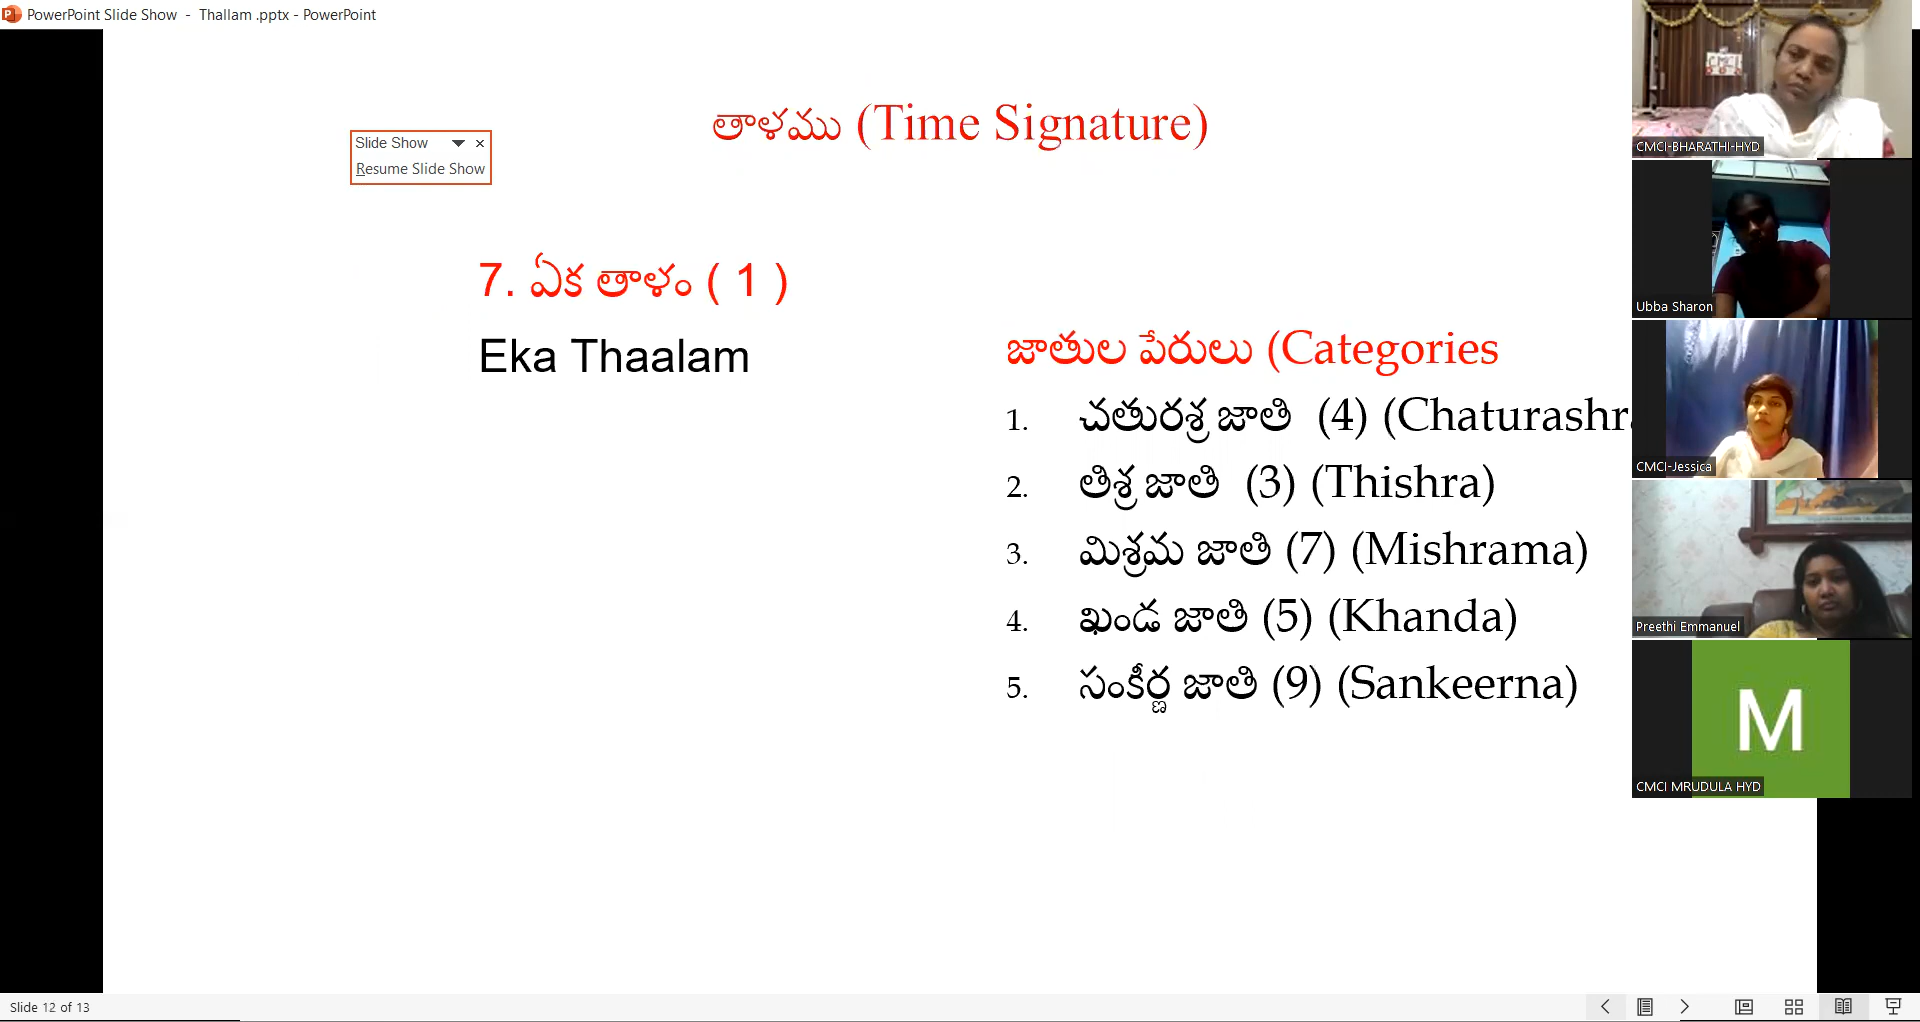 PowerPoint Slide Show - Thallam .pptx - PowerPoint
తాళము (Time Signature)
Slide Show
Resume Slide Show
7. ఏక తాళం ( 1 )
Eka Thaalam
జాతుల పేరులు (Categories
1. చతురశ్ర జాతి (4) (Chaturashr
2. తిశ్ర జాతి (3) (Thishra)
3. మిశ్రమ జాతి (7) (Mishrama)
4. ఖండ జాతి (5) (Khanda)
5. సంకీర్ణ జాతి (9) (Sankeerna)
CMCI-BHARATHI-HYD
Ubba Sharon
CMCI-Jessica
Preethi Emmanuel
M
CMCI MRUDULA HYD
Slide 12 of 13